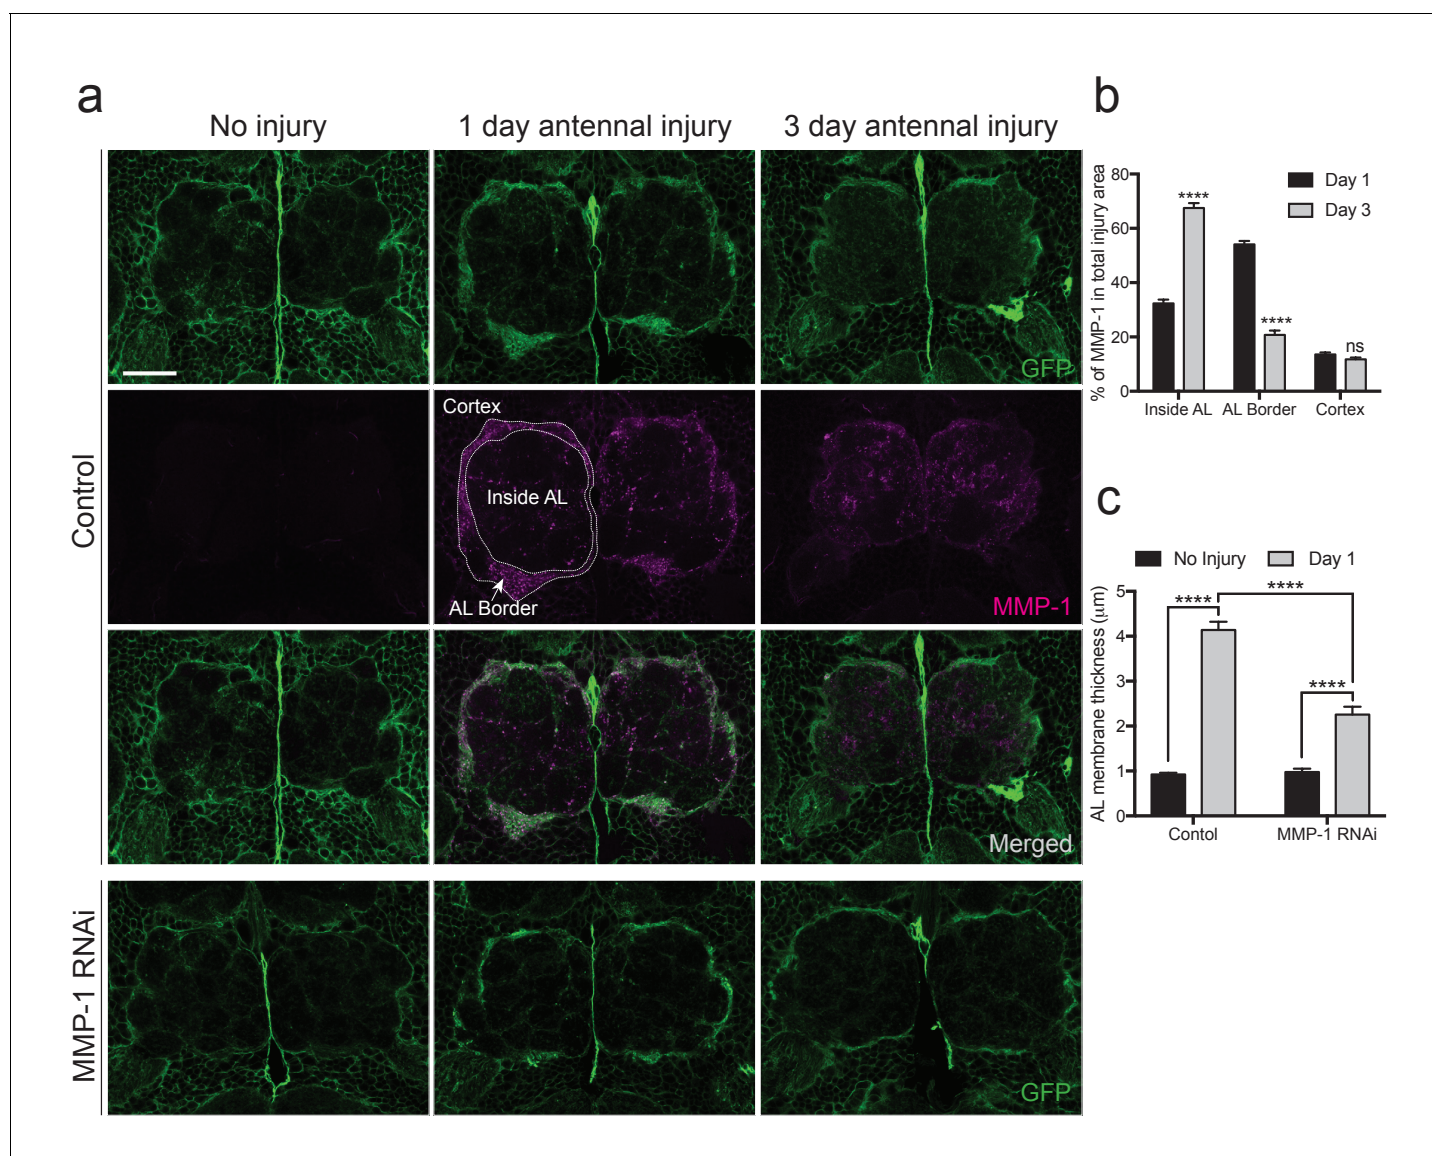 a
No injury
1 day antennal injury
3 day antennal injury
Control
GFP
Cortex
Inside AL
AL Border
MMP-1
Merged
MMP-1 RNAi
GFP
b
% of MMP-1 in total injury area
80
60
40
20
0
Day 1
Day 3
****
****
ns
Inside AL
AL Border
Cortex
c
No Injury
Day 1
AL membrane thickness (µm)
5
4
3
2
1
0
****
****
****
Contol
MMP-1 RNAi